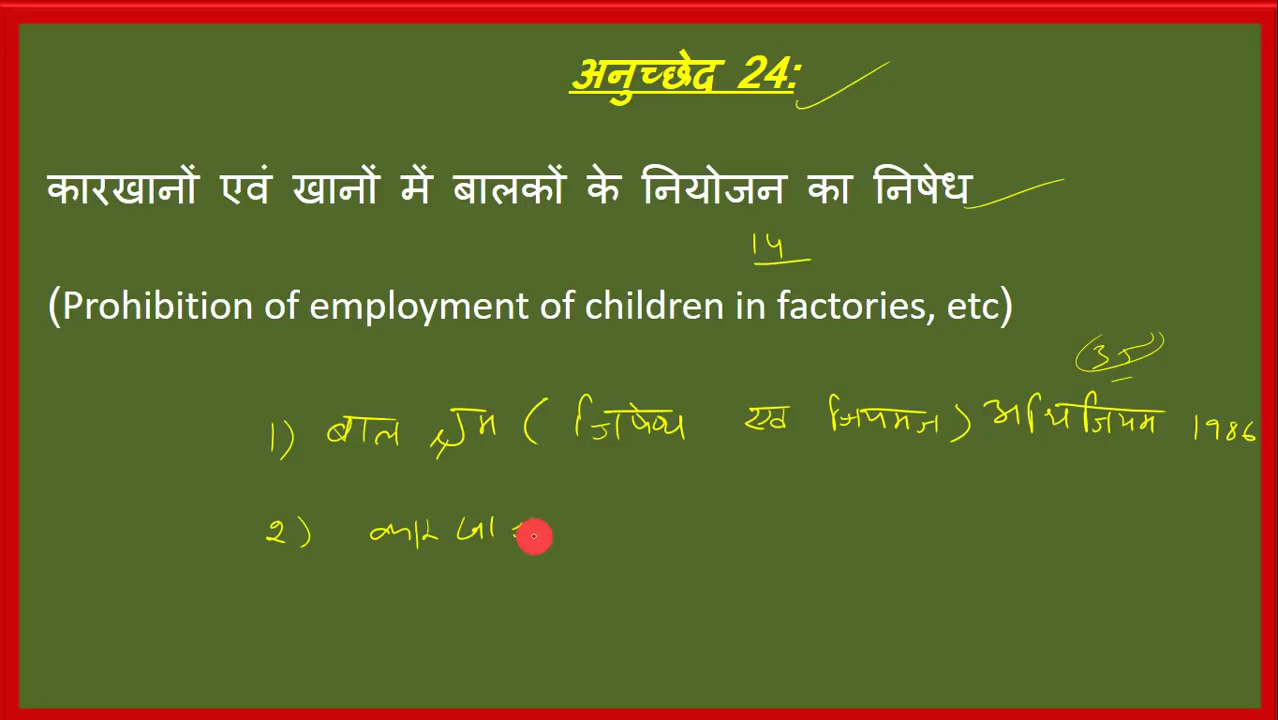 अनुच्छेद 24:
कारखानों एवं खानों में बालकों के नियोजन का निषेध
14
(Prohibition of employment of children in factories, etc)
1) बाल श्रम ( निषेध एवं नियमन ) अधिनियम 1986
2) कारखा